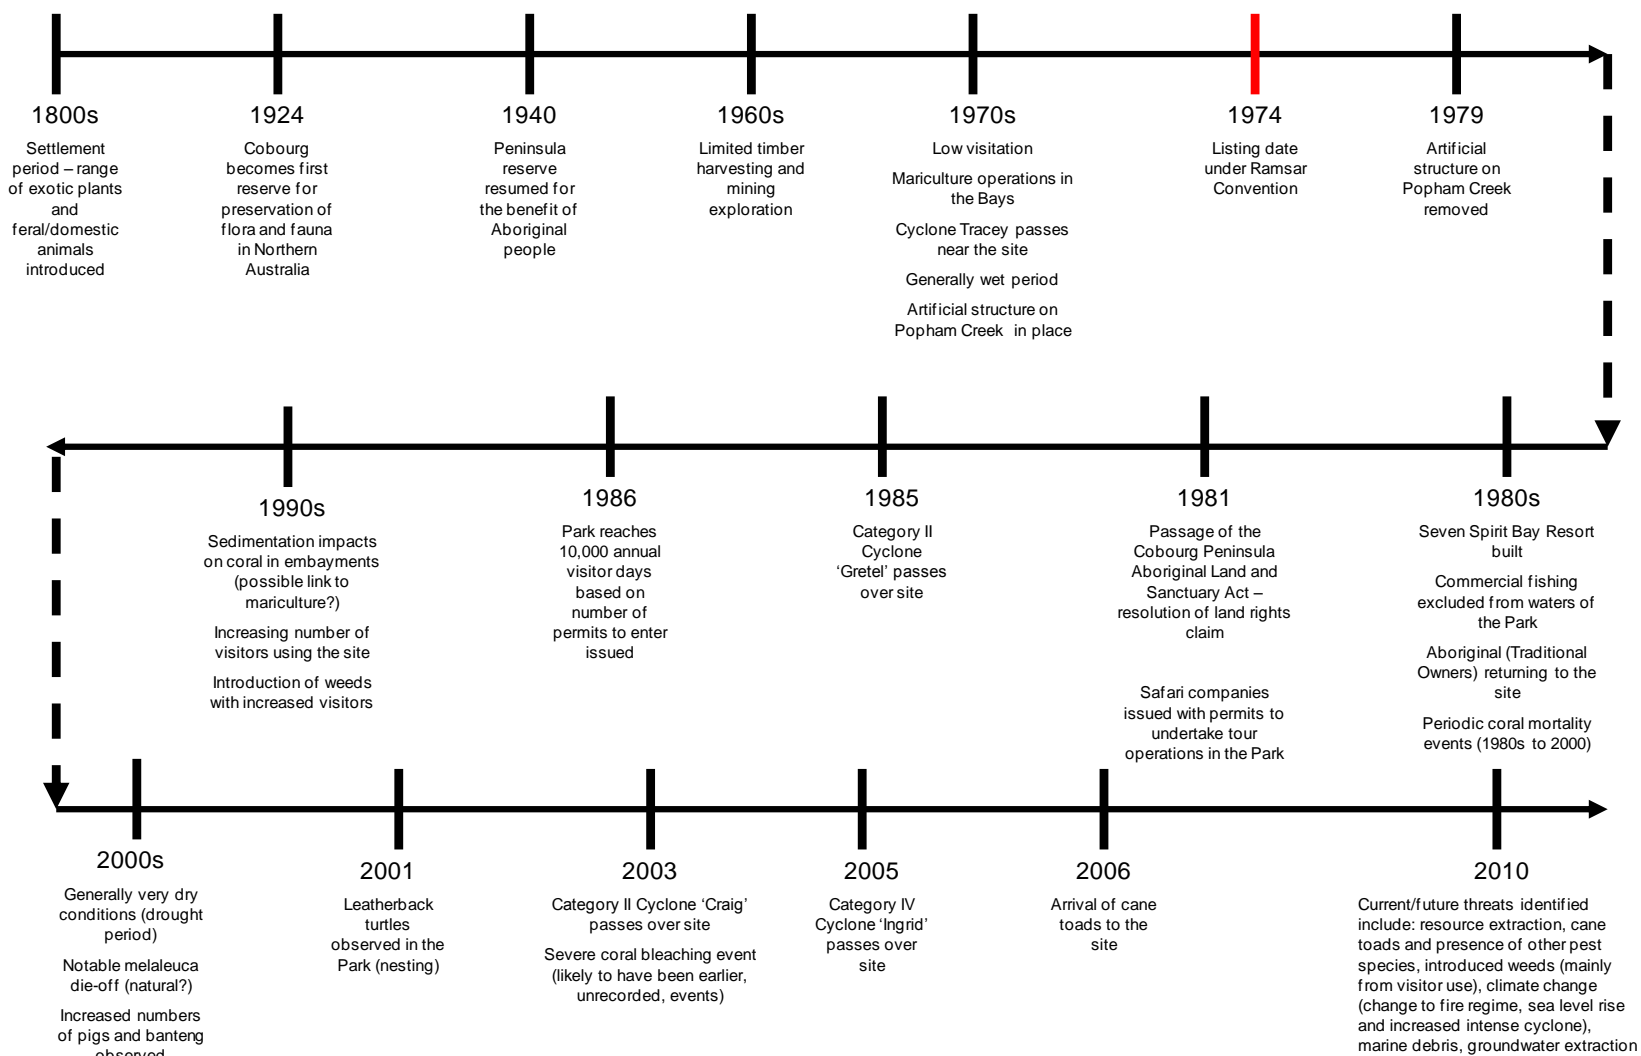 1800s
Settlement
period – range
of exotic plants
and
feral/domestic
animals
introduced
1924
Cobourg
becomes first
reserve for
preservation of
flora and fauna
in Northern
Australia
1940
Peninsula
reserve
resumed for
the benefit of
Aboriginal
people
1960s
Limited timber
harvesting and
mining
exploration
1970s
Low visitation
Mariculture operations in
the Bays
Cyclone Tracey passes
near the site
Generally wet period
Artificial structure on
Popham Creek in place
1974
Listing date
under Ramsar
Convention
1979
Artificial
structure on
Popham Creek
removed
1990s
Sedimentation impacts
on coral in embayments
(possible link to
mariculture?)
Increasing number of
visitors using the site
Introduction of weeds
with increased visitors
1986
Park reaches
10,000 annual
visitor days
based on
number of
permits to enter
issued
1985
Category II
Cyclone
‘Gretel’ passes
over site
1981
Passage of the
Cobourg Peninsula
Aboriginal Land and
Sanctuary Act –
resolution of land rights
claim
Safari companies
issued with permits to
undertake tour
operations in the Park
1980s
Seven Spirit Bay Resort
built
Commercial fishing
excluded from waters of
the Park
Aboriginal (Traditional
Owners) returning to the
site
Periodic coral mortality
events (1980s to 2000)
2000s
Generally very dry
conditions (drought
period)
Notable melaleuca
die-off (natural?)
Increased numbers
of pigs and banteng
observed
2001
Leatherback
turtles
observed in the
Park (nesting)
2003
Category II Cyclone ‘Craig’
passes over site
Severe coral bleaching event
(likely to have been earlier,
unrecorded, events)
2005
Category IV
Cyclone ‘Ingrid’
passes over
site
2006
Arrival of cane
toads to the
site
2010
Current/future threats identified
include: resource extraction, cane
toads and presence of other pest
species, introduced weeds (mainly
from visitor use), climate change
(change to fire regime, sea level rise
and increased intense cyclone),
marine debris, groundwater extraction